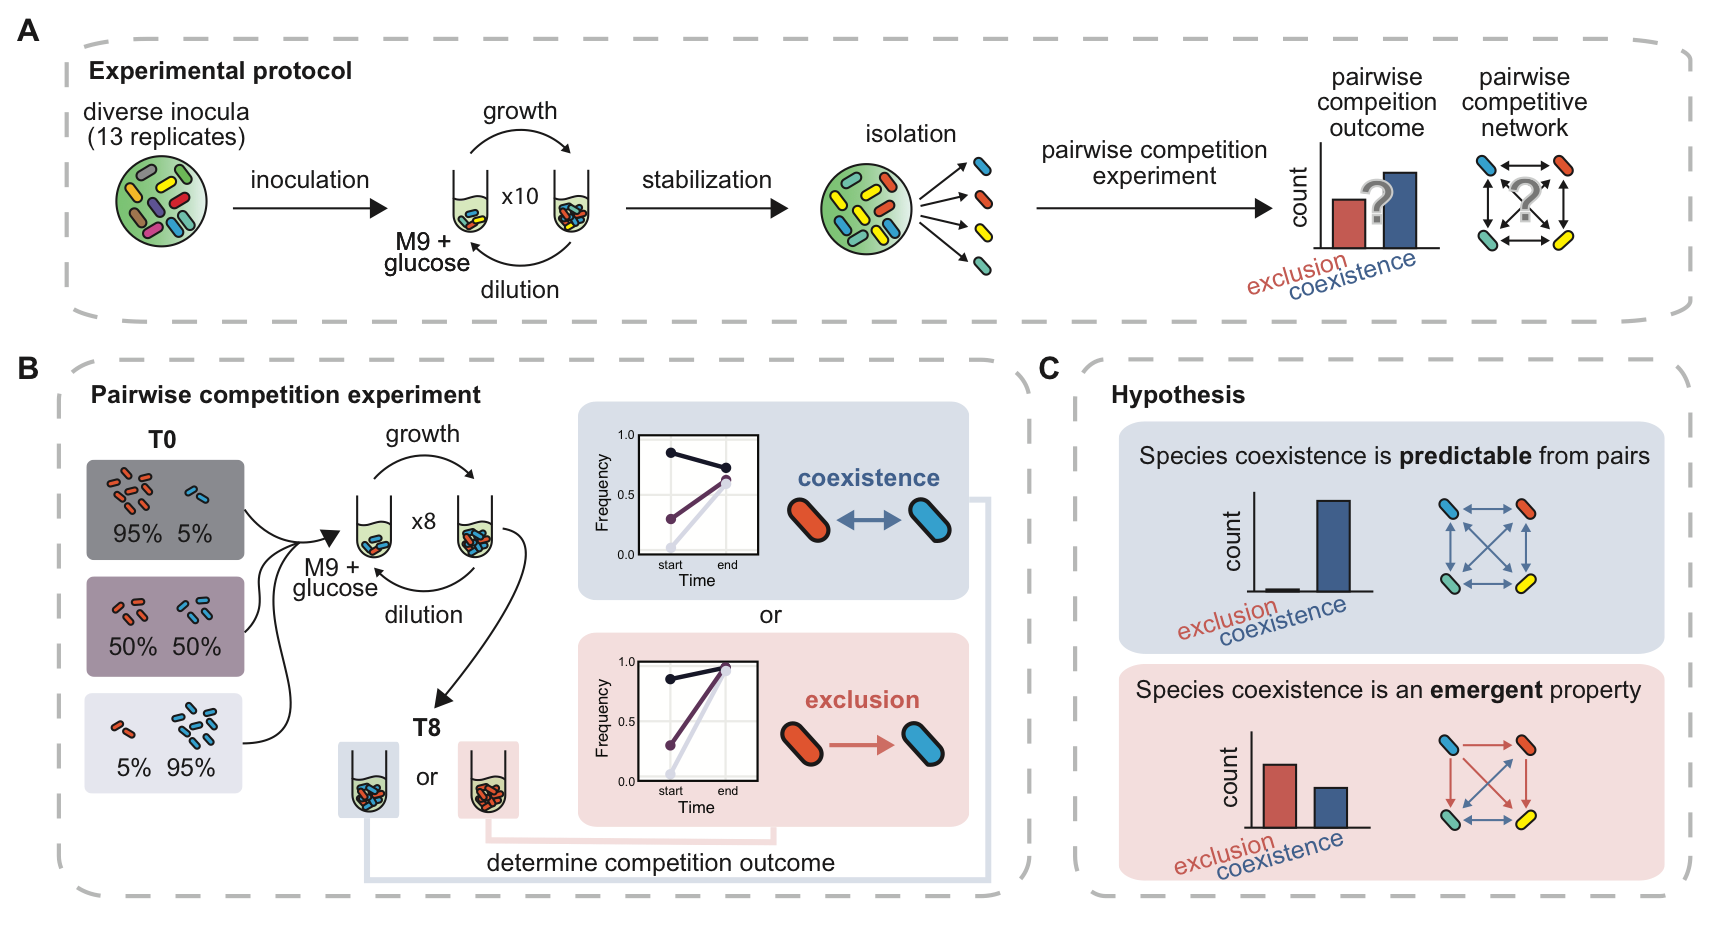 A
Experimental protocol
diverse inocula
(13 replicates)
inoculation
growth
x10
M9 +
glucose
dilution
stabilization
isolation
pairwise competition
experiment
pairwise
compeition
outcome
count
?
exclusion
coexistence
pairwise
competitive
network
?
B
Pairwise competition experiment
T0
95% 5%
50% 50%
5% 95%
growth
x8
M9 +
glucose
dilution
T8
or
determine competition outcome
1.0
0.5
0.0
Frequency
start end
Time
coexistence
or
1.0
0.5
0.0
Frequency
start end
Time
exclusion
C
Hypothesis
Species coexistence is predictable from pairs
count
exclusion
coexistence
Species coexistence is an emergent property
count
exclusion
coexistence